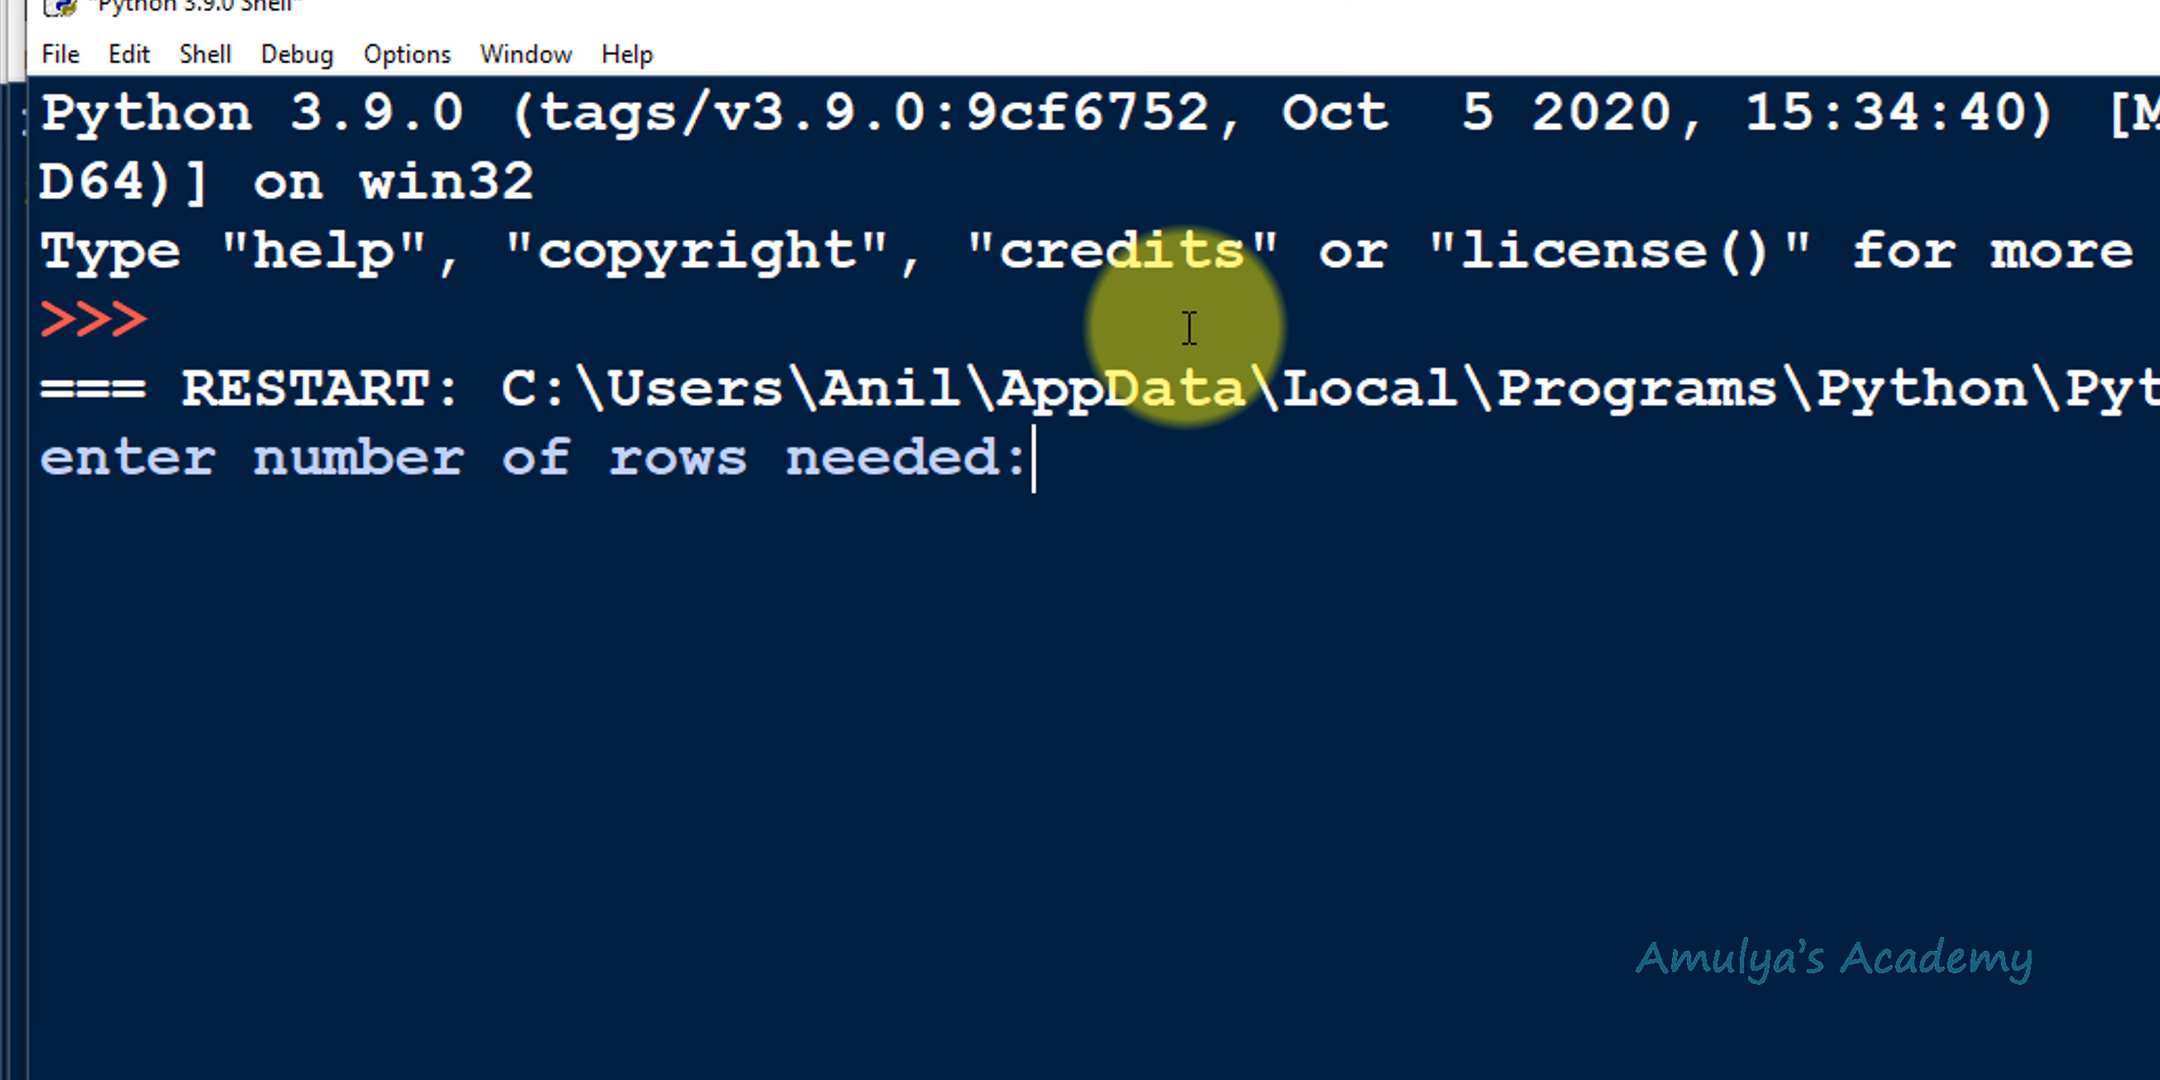 "Python 3.9.0 Shell"
File Edit Shell Debug Options Window Help
Python 3.9.0 (tags/v3.9.0:9cf6752, Oct  5 2020, 15:34:40) [M
D64)] on win32
Type "help", "copyright", "credits" or "license()" for more
>>>
=== RESTART: C:\Users\Anil\AppData\Local\Programs\Python\Pyt
enter number of rows needed:
Amulya's Academy